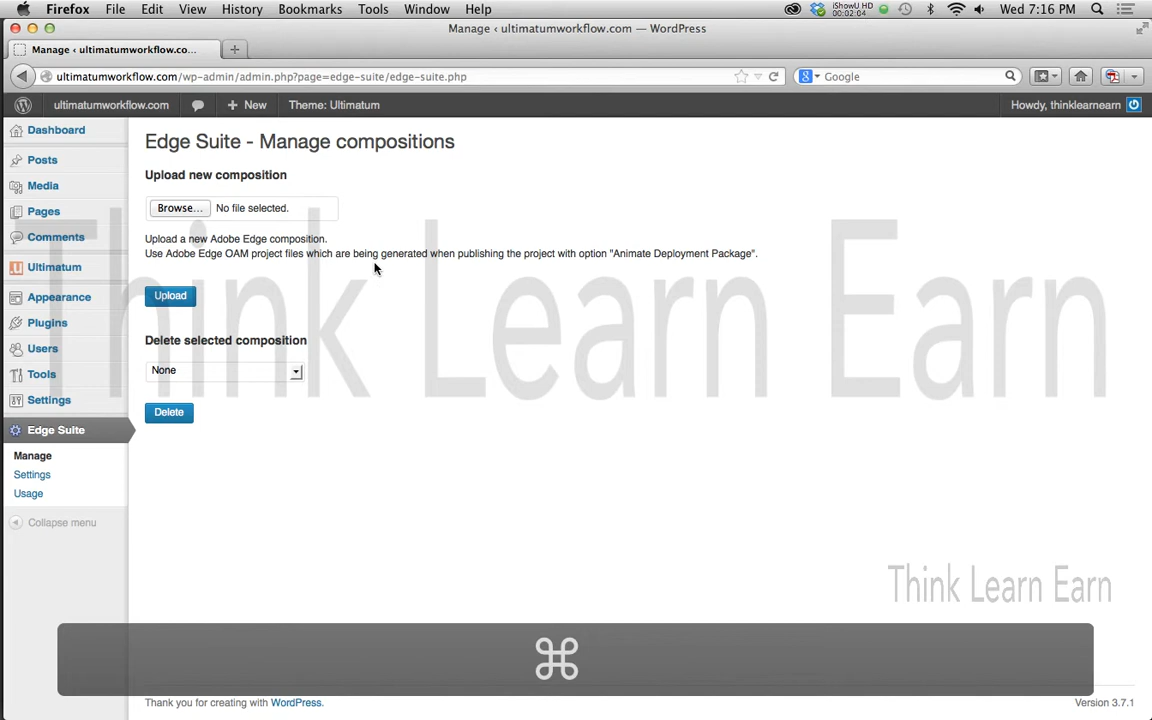 Firefox File Edit View History Bookmarks Tools Window Help iShowU HD 00:02:04 Wed 7:16 PM
Manage ‹ ultimatumworkflow.com — WordPress
Manage ‹ ultimatumworkflow.co...
ultimatumworkflow.com/wp-admin/admin.php?page=edge-suite/edge-suite.php Google
ultimatumworkflow.com + New Theme: Ultimatum Howdy, thinklearnearn
Dashboard
Posts
Media
Pages
Comments
Ultimatum
Appearance
Plugins
Users
Tools
Settings
Edge Suite
Manage
Settings
Usage
Collapse menu
Edge Suite - Manage compositions
Upload new composition
Browse... No file selected.
Upload a new Adobe Edge composition.
Use Adobe Edge OAM project files which are being generated when publishing the project with option "Animate Deployment Package".
Upload
Delete selected composition
None
Delete
Think Learn Earn
Think Learn Earn
⌘
Thank you for creating with WordPress. Version 3.7.1